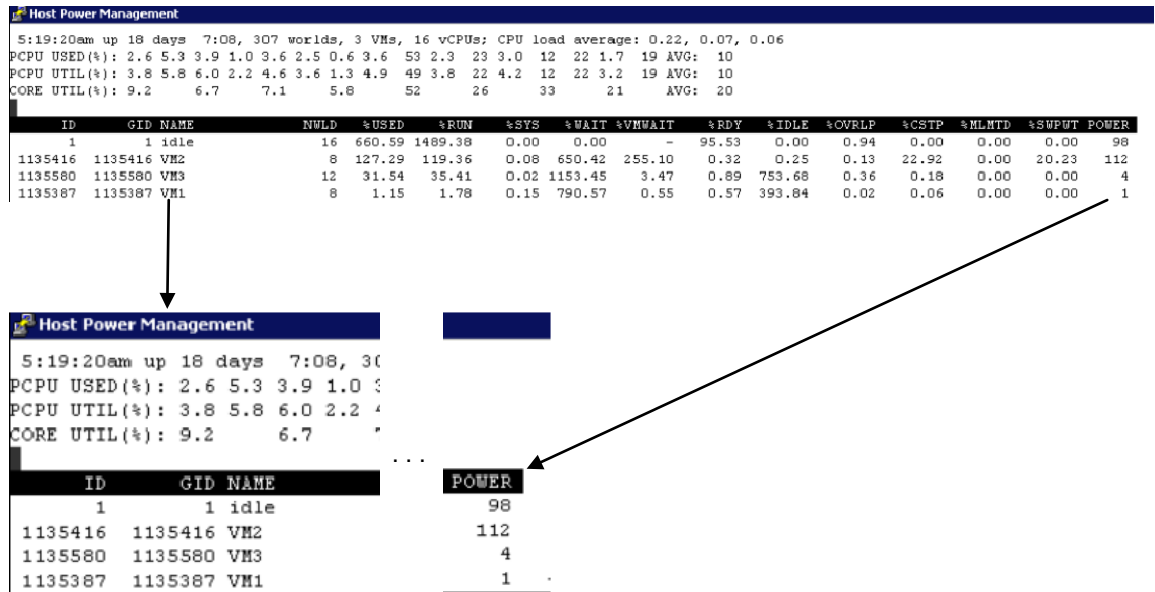 Host Power Management
5:19:20am up 18 days 7:08, 307 worlds, 3 VMs, 16 vCPUs; CPU load average: 0.22, 0.07, 0.06
PCPU USED(%): 2.6 5.3 3.9 1.0 3.6 2.5 0.6 3.6 53 2.3 23 3.0 12 22 1.7 19 AVG: 10
PCPU UTIL(%): 3.8 5.8 6.0 2.2 4.6 3.6 1.3 4.9 49 3.8 22 4.2 12 22 3.2 19 AVG: 10
CORE UTIL(%): 9.2 6.7 7.1 5.8 52 26 33 21 AVG: 20
ID GID NAME NWLD %USED %RUN %SYS %WAIT %VMWAIT %RDY %IDLE %OVRLP %CSTP %MLMTD %SWPWT POWER
1 1 idle 16 660.59 1489.38 0.00 0.00 - 95.53 0.00 0.94 0.00 0.00 0.00 98
1135416 1135416 VM2 8 127.29 119.36 0.08 650.42 255.10 0.32 0.25 0.13 22.92 0.00 20.23 112
1135580 1135580 VM3 12 31.54 35.41 0.02 1153.45 3.47 0.89 753.68 0.36 0.18 0.00 0.00 4
1135387 1135387 VM1 8 1.15 1.78 0.15 790.57 0.55 0.57 393.84 0.02 0.06 0.00 0.00 1
Host Power Management
5:19:20am up 18 days 7:08, 30
PCPU USED(%): 2.6 5.3 3.9 1.0
PCPU UTIL(%): 3.8 5.8 6.0 2.2
CORE UTIL(%): 9.2 6.7
...
ID GID NAME POWER
1 1 idle 98
1135416 1135416 VM2 112
1135580 1135580 VM3 4
1135387 1135387 VM1 1